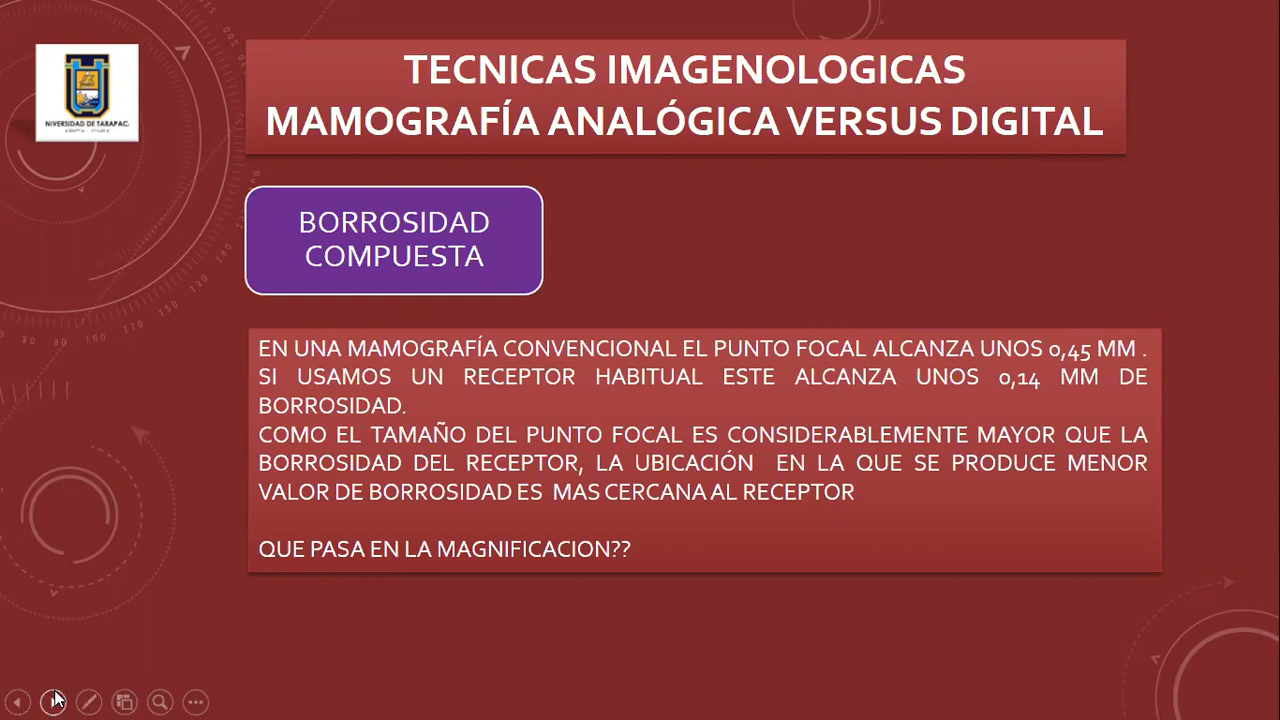 TECNICAS IMAGENOLOGICAS
MAMOGRAFÍA ANALÓGICA VERSUS DIGITAL
NIVERSIDAD DE TARAPAC
BORROSIDAD
COMPUESTA
EN UNA MAMOGRAFÍA CONVENCIONAL EL PUNTO FOCAL ALCANZA UNOS 0,45 MM .
SI USAMOS UN RECEPTOR HABITUAL ESTE ALCANZA UNOS 0,14 MM DE
BORROSIDAD.
COMO EL TAMAÑO DEL PUNTO FOCAL ES CONSIDERABLEMENTE MAYOR QUE LA
BORROSIDAD DEL RECEPTOR, LA UBICACIÓN EN LA QUE SE PRODUCE MENOR
VALOR DE BORROSIDAD ES MAS CERCANA AL RECEPTOR
QUE PASA EN LA MAGNIFICACION??